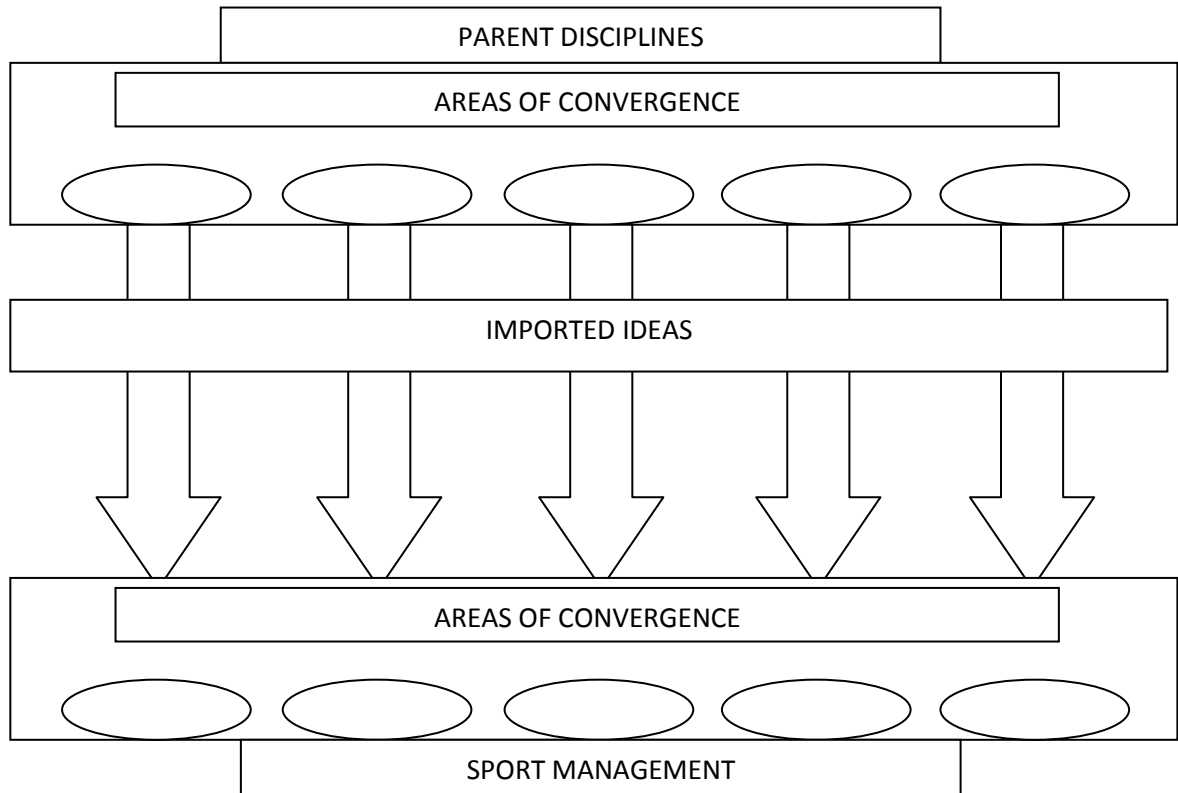 PARENT DISCIPLINES
AREAS OF CONVERGENCE
IMPORTED IDEAS
AREAS OF CONVERGENCE
SPORT MANAGEMENT